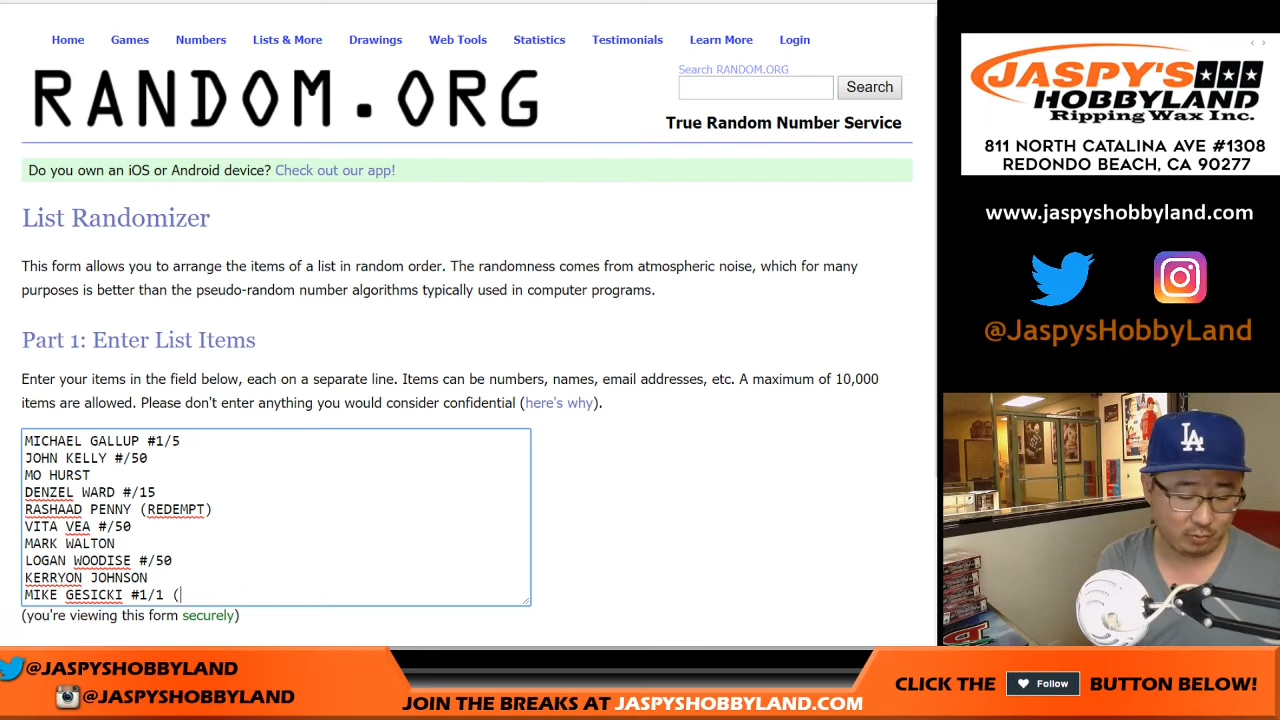 Home Games Numbers Lists & More Drawings Web Tools Statistics Testimonials Learn More Login
RANDOM.ORG
Search RANDOM.ORG
Search
True Random Number Service
Do you own an iOS or Android device? Check out our app!
List Randomizer
This form allows you to arrange the items of a list in random order. The randomness comes from atmospheric noise, which for many
purposes is better than the pseudo-random number algorithms typically used in computer programs.
Part 1: Enter List Items
Enter your items in the field below, each on a separate line. Items can be numbers, names, email addresses, etc. A maximum of 10,000
items are allowed. Please don't enter anything you would consider confidential (here's why).
MICHAEL GALLUP #1/5
JOHN KELLY #/50
MO HURST
DENZEL WARD #/15
RASHAAD PENNY (REDEMPT)
VITA VEA #/50
MARK WALTON
LOGAN WOODISE #/50
KERRYON JOHNSON
MIKE GESICKI #1/1 (
(you're viewing this form securely)
JASPY'S
HOBBYLAND
Ripping Wax Inc.
811 NORTH CATALINA AVE #1308
REDONDO BEACH, CA 90277
www.jaspyshobbyland.com
@JaspysHobbyLand
LA
@JASPYSHOBBYLAND
@JASPYSHOBBYLAND
JOIN THE BREAKS AT JASPYSHOBBYLAND.COM
CLICK THE Follow BUTTON BELOW!